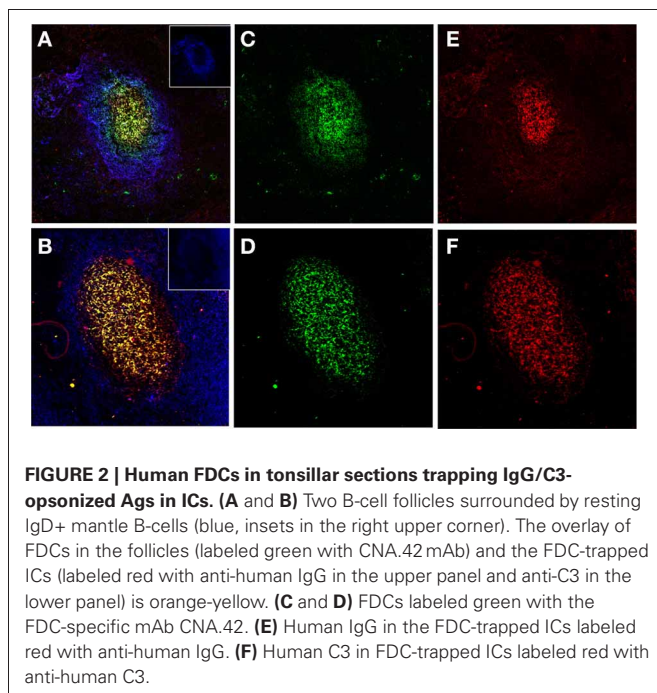 A
C
E
B
D
F
FIGURE 2 | Human FDCs in tonsillar sections trapping IgG/C3-
opsonized Ags in ICs. (A and B) Two B-cell follicles surrounded by resting
IgD+ mantle B-cells (blue, insets in the right upper corner). The overlay of
FDCs in the follicles (labeled green with CNA.42 mAb) and the FDC-trapped
ICs (labeled red with anti-human IgG in the upper panel and anti-C3 in the
lower panel) is orange-yellow. (C and D) FDCs labeled green with the
FDC-specific mAb CNA.42. (E) Human IgG in the FDC-trapped ICs labeled
red with anti-human IgG. (F) Human C3 in FDC-trapped ICs labeled red with
anti-human C3.